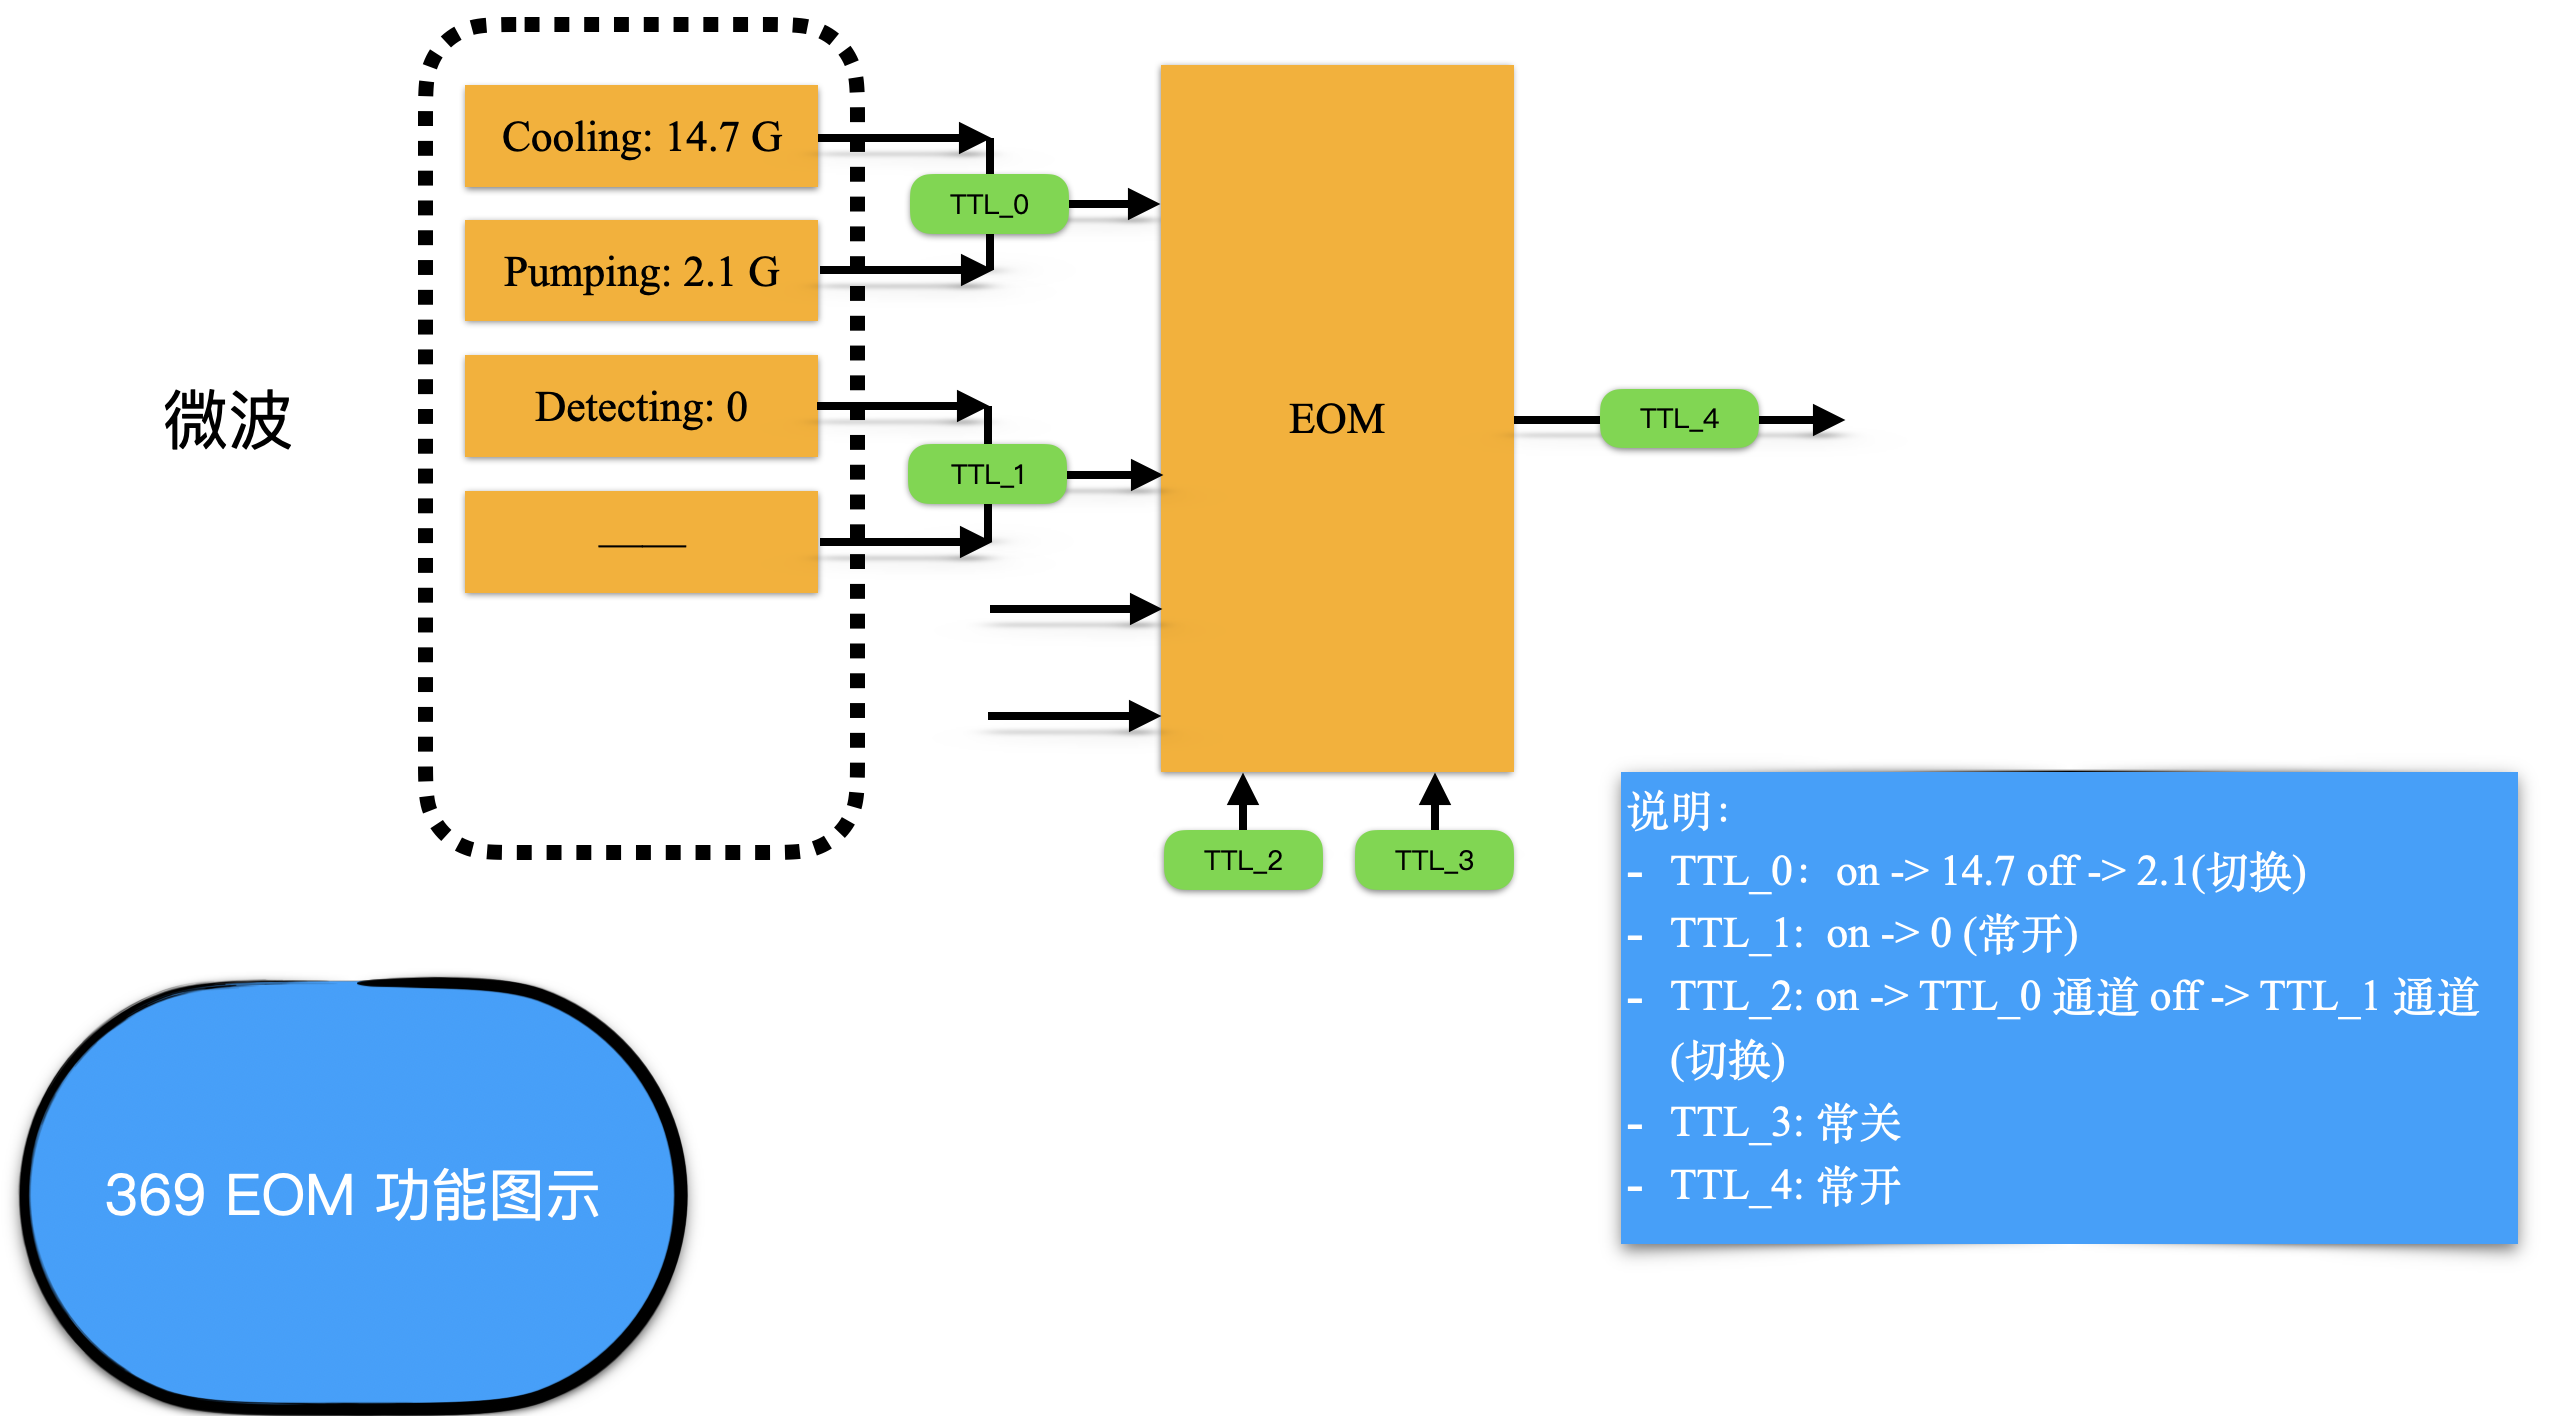 Cooling: 14.7 G
Pumping: 2.1 G
Detecting: 0
——
微波
TTL_0
TTL_1
EOM
TTL_4
TTL_2
TTL_3
说明：
- TTL_0： on -> 14.7 off -> 2.1(切换)
- TTL_1: on -> 0 (常开)
- TTL_2: on -> TTL_0 通道 off -> TTL_1 通道
(切换)
- TTL_3: 常关
- TTL_4: 常开
369 EOM 功能图示